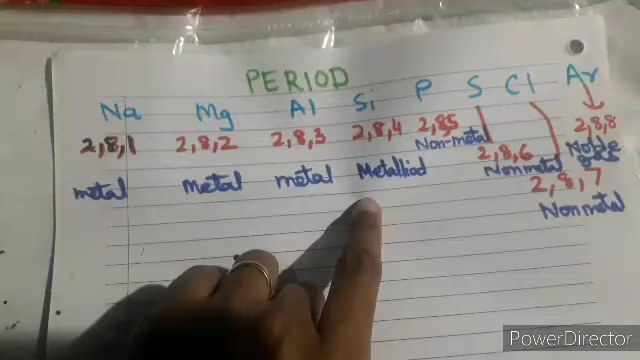 PERIOD
Na Mg Al Si P S Cl Ar
2,8,1 2,8,2 2,8,3 2,8,4 2,8,5 2,8,8
Non-metal Noble gas
2,8,6
metal Metal metal Metalliod Nonmetal
2,8,7
Nonmetal
PowerDirector